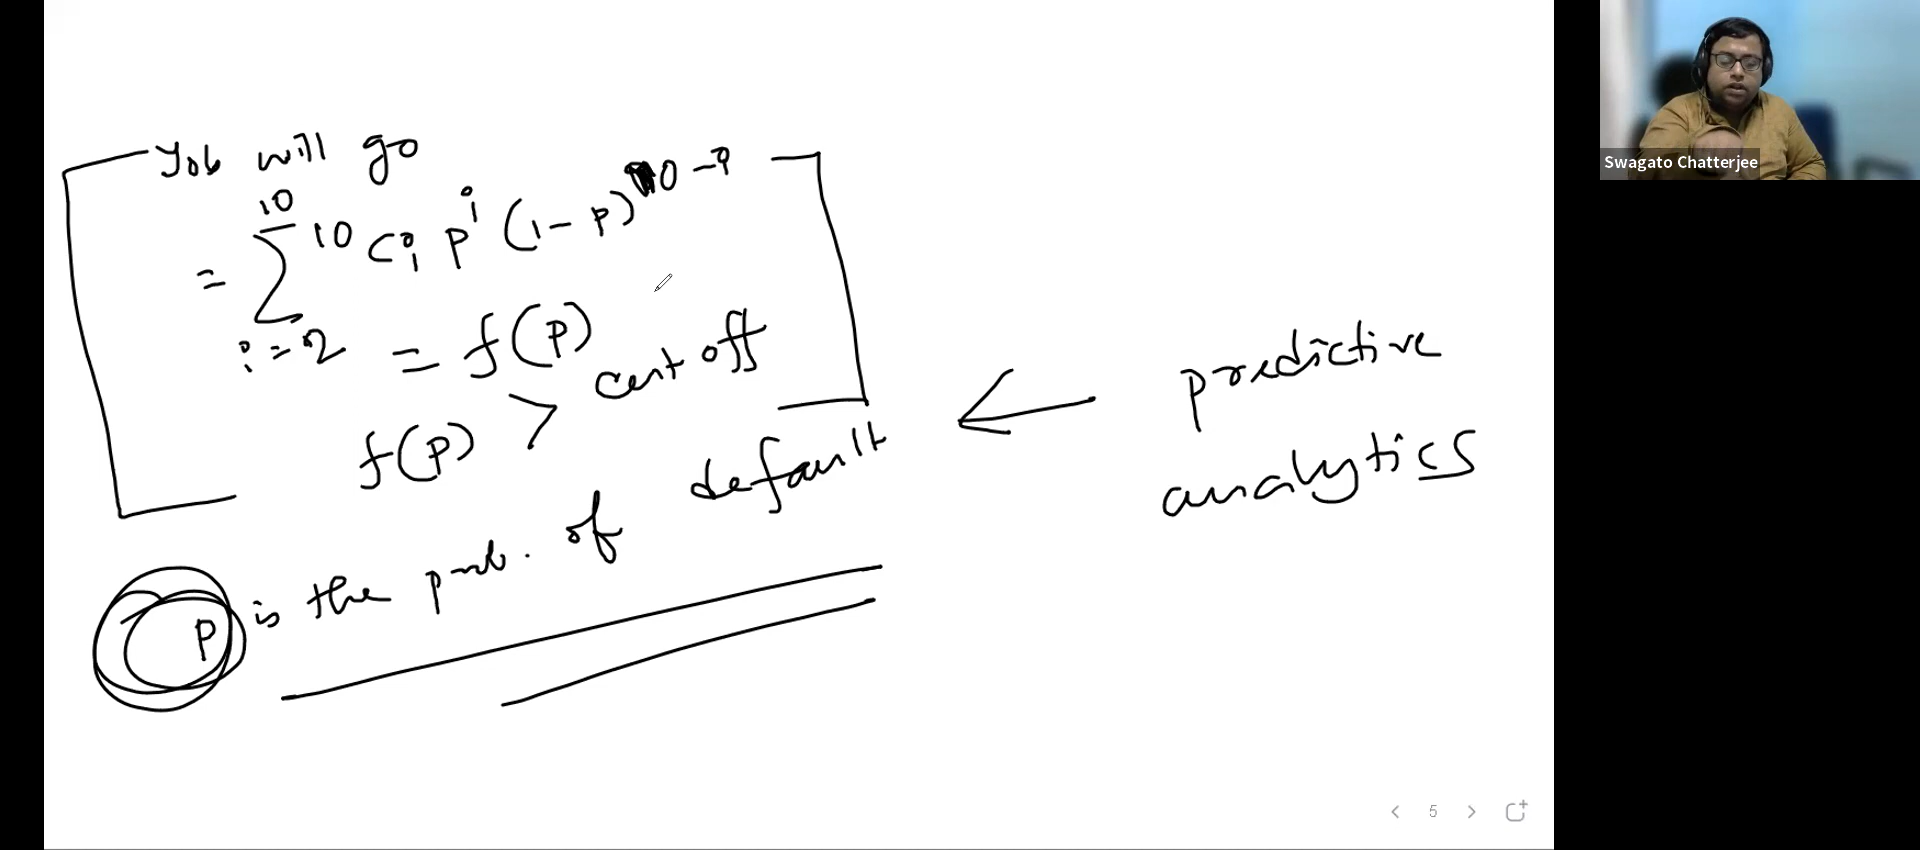 Job will go
= 10 Σ i=2 10 Ci p^i (1-p)^10-i
= f(p)
f(p) > cut off
P is the prob. of default
predictive
analytics
Swagato Chatterjee
5